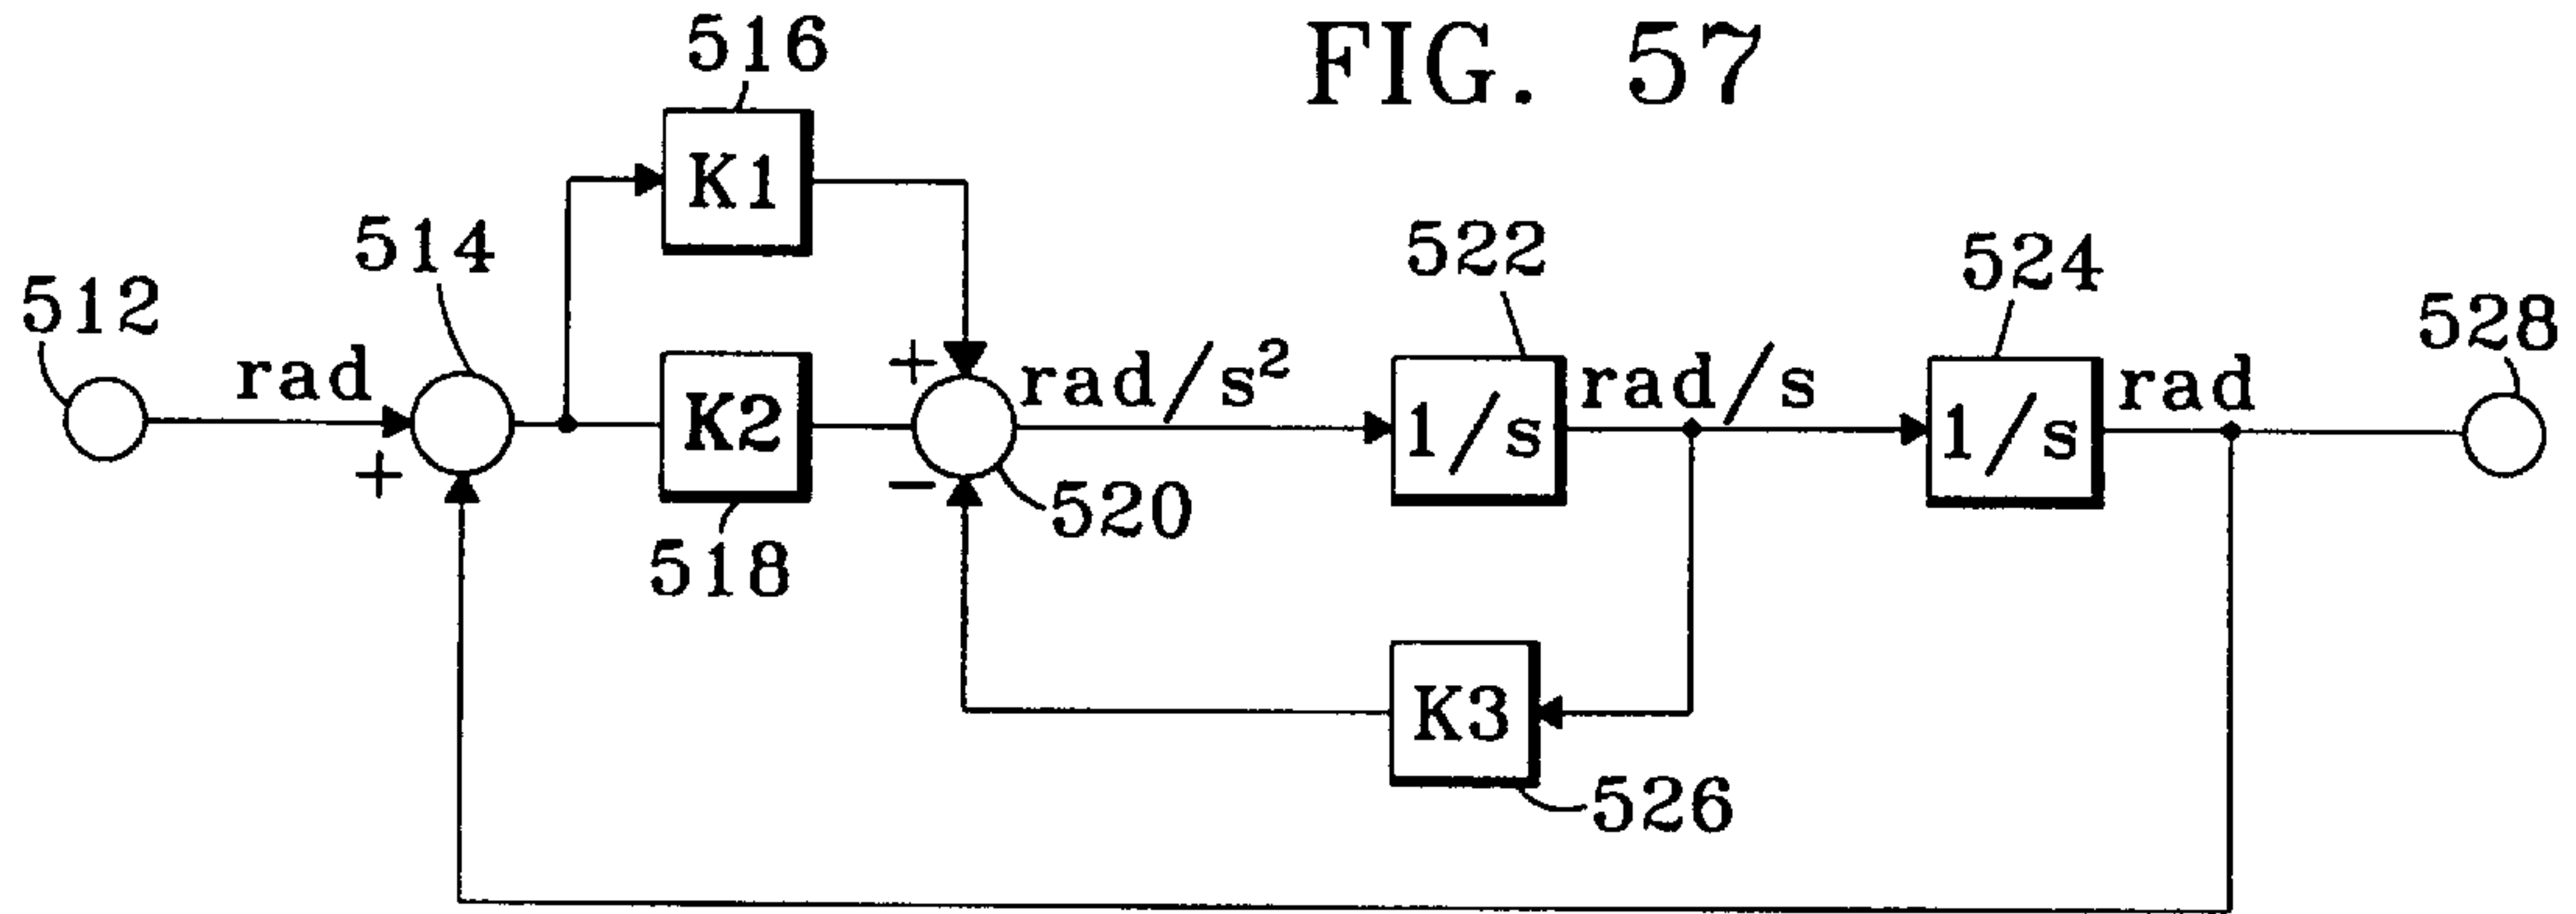 FIG. 57
516
K1
514
522
524
512
528
rad
+
K2
+
rad/s²
1/s
rad/s
1/s
rad
+
-
520
518
K3
526